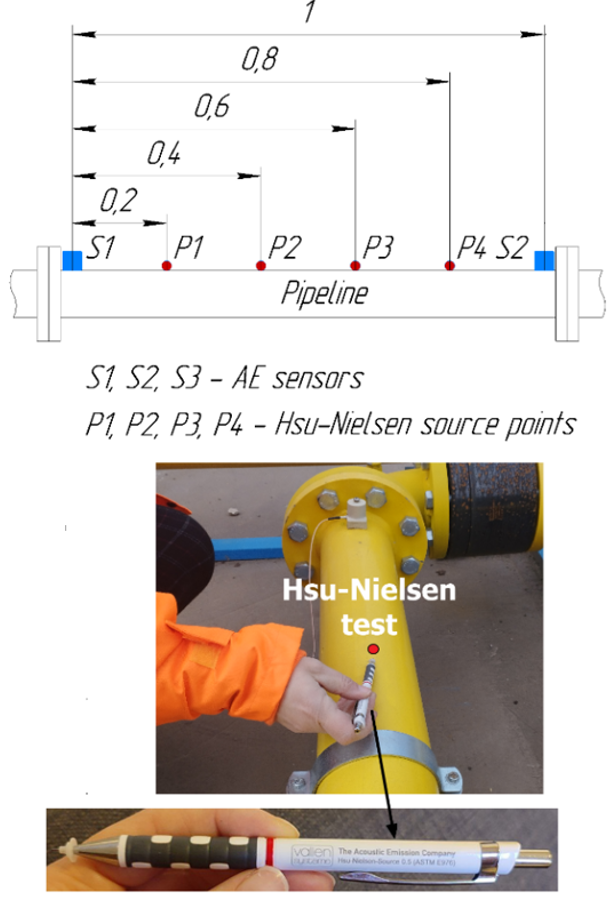 1
0,8
0,6
0,4
0,2
S1 P1 P2 P3 P4 S2
Pipeline
S1, S2, S3 – AE sensors
P1, P2, P3, P4 – Hsu–Nielsen source points
Hsu-Nielsen
test
vallen The Acoustic Emission Company
systeme Hsu-Nielsen-Source 0.5 (ASTM E976)